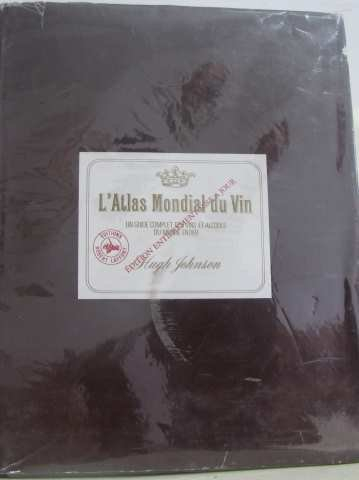 L'Atlas Mondial du Vin
UN GUIDE COMPLET DES VINS ET ALCOOLS
DU MONDE ENTIER
ÉDITION ENTIÈREMENT MISE À JOUR
Hugh Johnson
ÉDITIONS
ROBERT LAFFONT